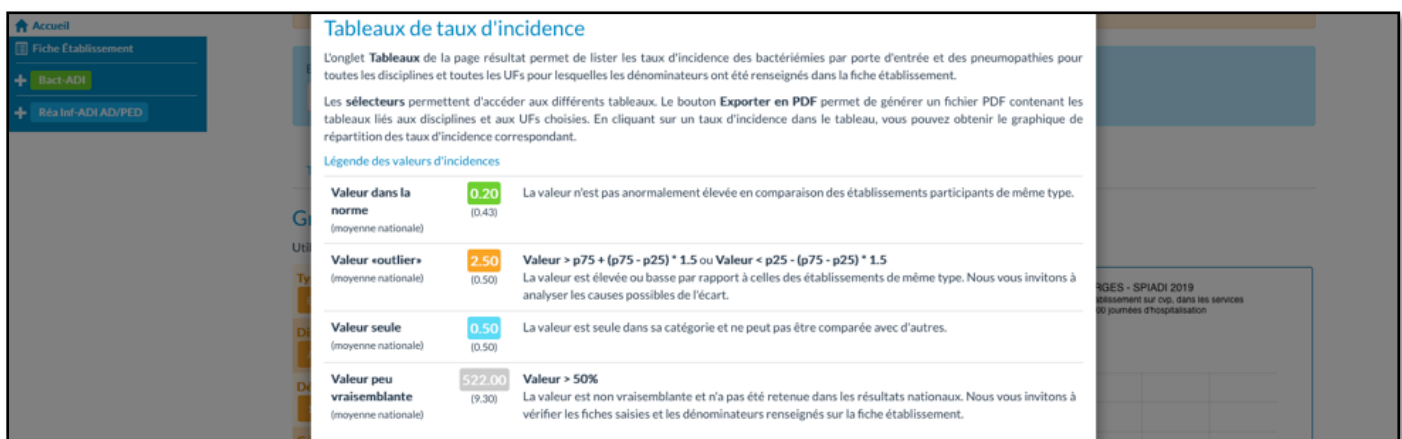 Accueil
Fiche Établissement
Bact-ADI
Réa Inf-ADI AD/PED
Tableaux de taux d'incidence
L'onglet Tableaux de la page résultat permet de lister les taux d'incidence des bactériémies par porte d'entrée et des pneumopathies pour
toutes les disciplines et toutes les UFs pour lesquelles les dénominateurs ont été renseignés dans la fiche établissement.
Les sélecteurs permettent d'accéder aux différents tableaux. Le bouton Exporter en PDF permet de générer un fichier PDF contenant les
tableaux liés aux disciplines et aux UFs choisies. En cliquant sur un taux d'incidence dans le tableau, vous pouvez obtenir le graphique de
répartition des taux d'incidence correspondant.
Légende des valeurs d'incidences
Valeur dans la
norme
(moyenne nationale)
0.20
(0.43)
La valeur n'est pas anormalement élevée en comparaison des établissements participants de même type.
Valeur «outlier»
(moyenne nationale)
2.50
(0.50)
Valeur > p75 + (p75 - p25) * 1.5 ou Valeur < p25 - (p75 - p25) * 1.5
La valeur est élevée ou basse par rapport à celles des établissements de même type. Nous vous invitons à
analyser les causes possibles de l'écart.
Valeur seule
(moyenne nationale)
0.50
(0.50)
La valeur est seule dans sa catégorie et ne peut pas être comparée avec d'autres.
Valeur peu
vraisemblante
(moyenne nationale)
522.00
(9.30)
Valeur > 50%
La valeur est non vraisemblante et n'a pas été retenue dans les résultats nationaux. Nous vous invitons à
vérifier les fiches saisies et les dénominateurs renseignés sur la fiche établissement.
SPIADI 2019
sur cvp, dans les services
journées d'hospitalisation